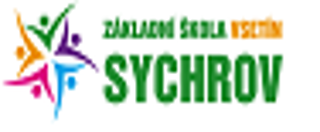 ZÁKLADNÍ ŠKOLA VSETÍN
SYCHROV